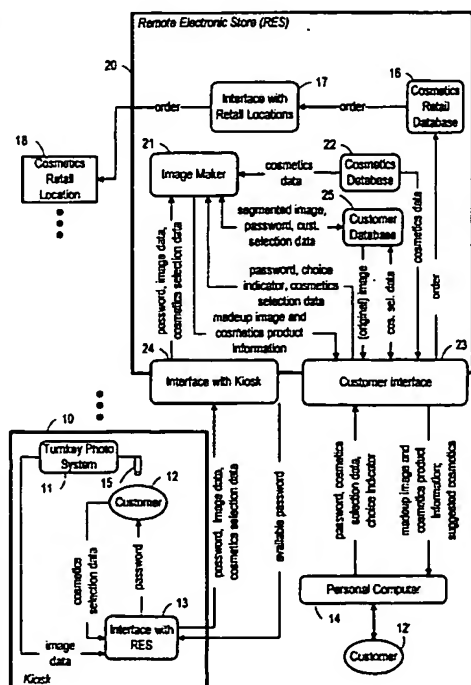 Remote Electronic Store (RES)
20
17
16
Interface with
Retail Locations
Cosmetics
Retail
Database
order
order
18
Cosmetics
Retail
Location
21
Image Maker
cosmetics
data
22
Cosmetics
Database
25
Customer
Database
segmented image,
password, cust.
selection data
password, image data,
cosmetics selection data
password, choice
indicator, cosmetics
selection data
madeup image and
cosmetics product
information
(original) image
cos. sel. data
cosmetics data
order
24
23
Interface with Kiosk
Customer Interface
10
Turnkey Photo
System
11
15
12
Customer
cosmetics
selection data
password
13
Interface with
RES
image
data
Kiosk
password, image data,
cosmetics selection data
available password
password, cosmetics
selection data,
choice indicator
madeup image and
cosmetics product
information;
suggested cosmetics
Personal Computer
14
Customer
12'